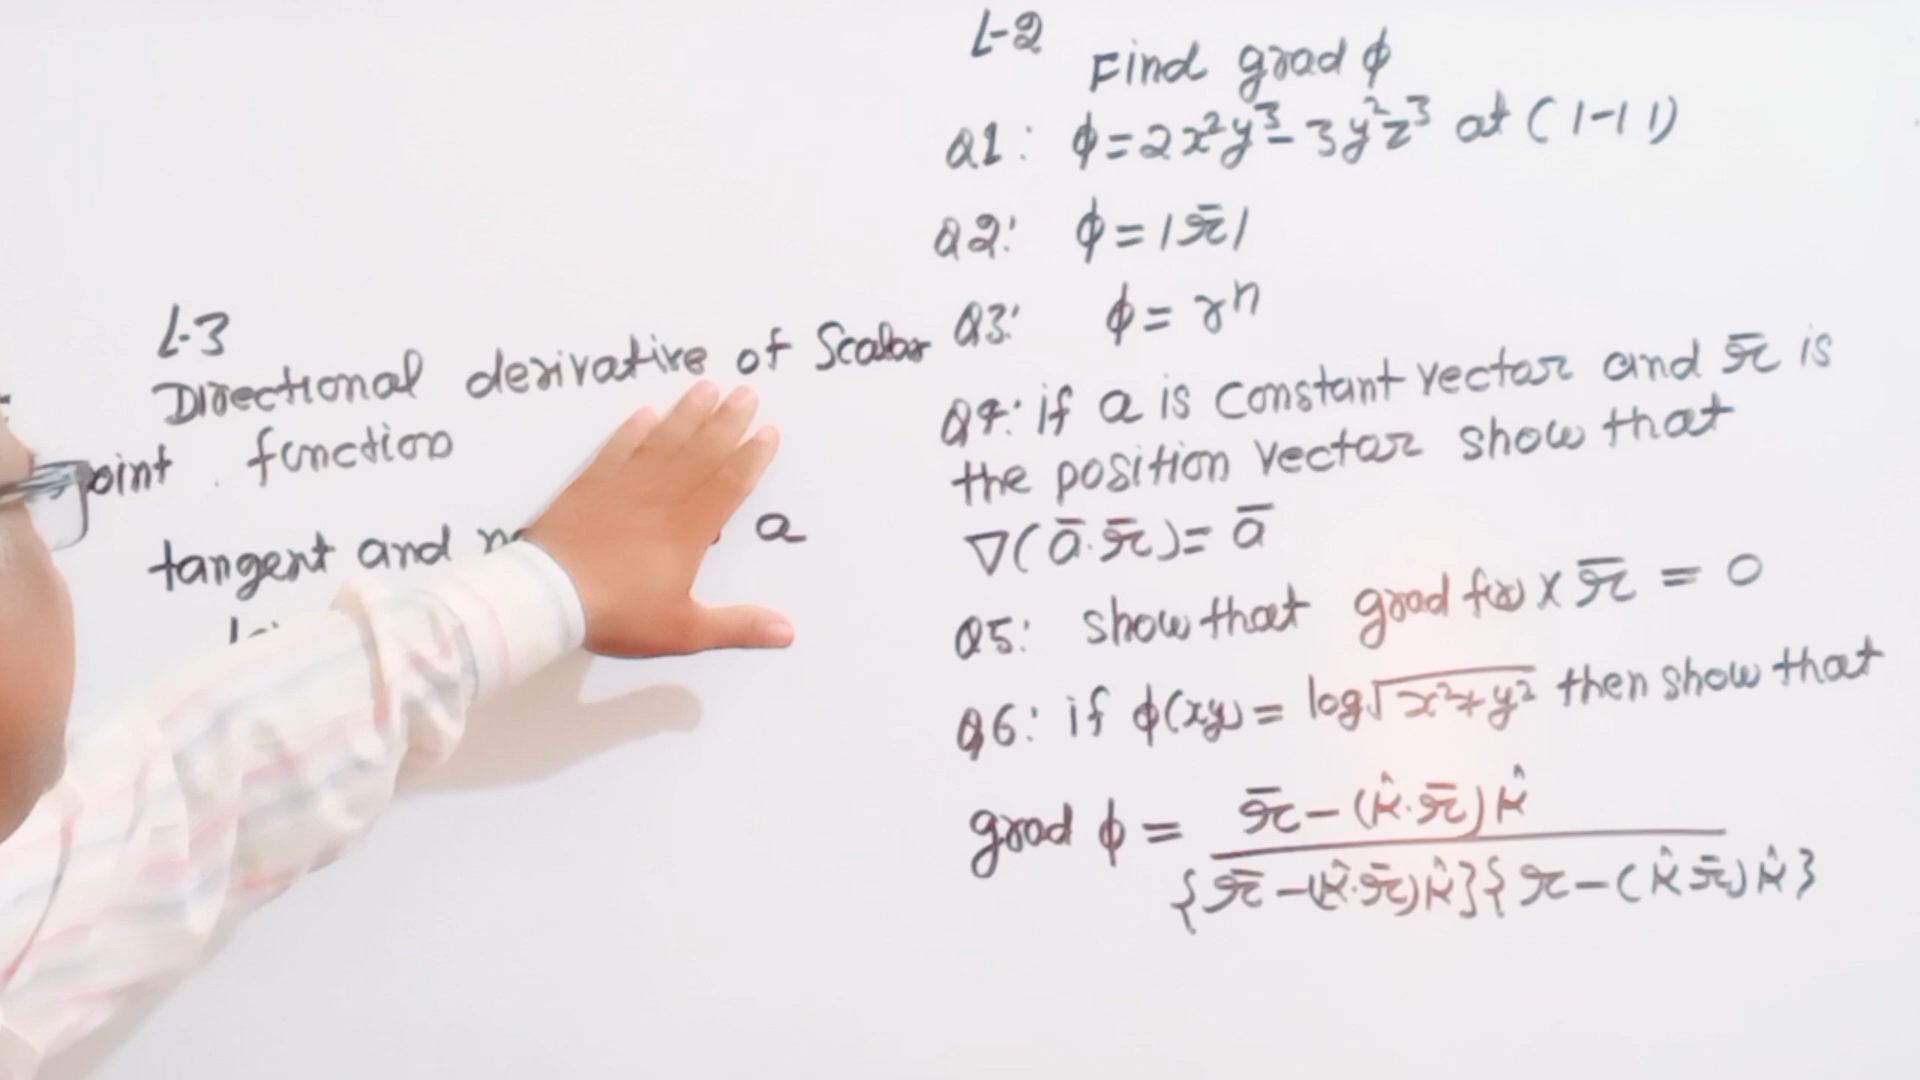 L-3
Directional derivative of Scalar
point . function
tangent and
a
L-2
Find grad ϕ
Q1: ϕ=2x²y³-3y²z³ at (1-1 1)
Q2: ϕ=|r̄|
Q3: ϕ=rⁿ
Q4: if a is constant vector and r̄ is
the position vector show that
∇(ā.r̄)=ā
Q5: show that grad f(r) × r̄ = 0
Q6: if ϕ(xy)= log√x²+y² then show that
grad ϕ = r̄-(k̂.r̄)k̂
{r̄-(k̂.r̄)k̂}{r-(k̂ r̄)k̂}